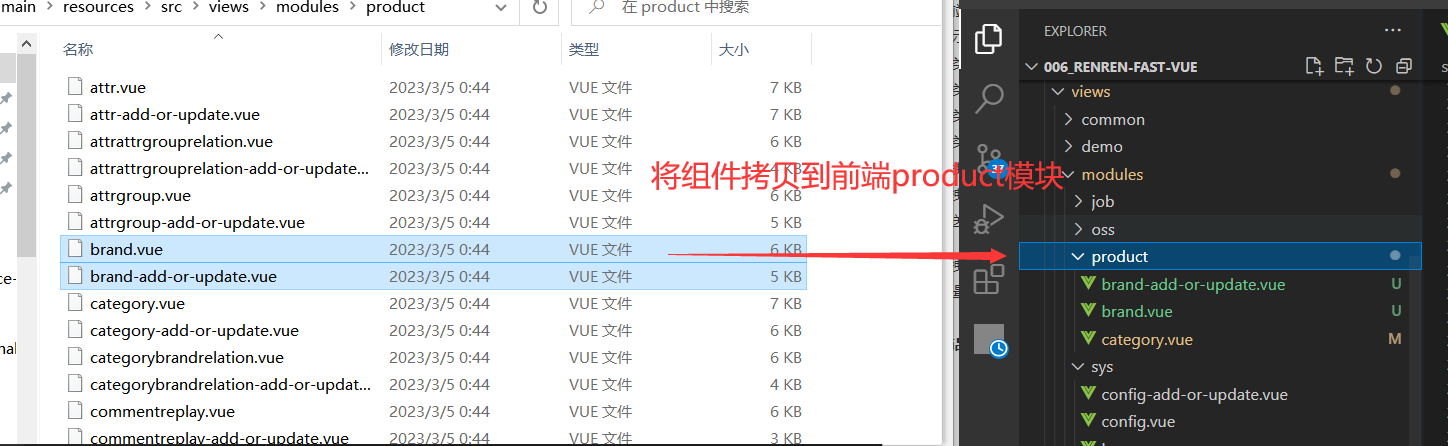 main
resources
src
views
modules
product
在 product 中搜索
名称
修改日期
类型
大小
attr.vue
2023/3/5 0:44
VUE 文件
7 KB
attr-add-or-update.vue
2023/3/5 0:44
VUE 文件
7 KB
attrattrgrouprelation.vue
2023/3/5 0:44
VUE 文件
6 KB
attrattrgrouprelation-add-or-update...
2023/3/5 0:44
VUE 文件
4 KB
attrgroup.vue
2023/3/5 0:44
VUE 文件
6 KB
attrgroup-add-or-update.vue
2023/3/5 0:44
VUE 文件
5 KB
brand.vue
2023/3/5 0:44
VUE 文件
6 KB
brand-add-or-update.vue
2023/3/5 0:44
VUE 文件
5 KB
category.vue
2023/3/5 0:44
VUE 文件
7 KB
category-add-or-update.vue
2023/3/5 0:44
VUE 文件
6 KB
categorybrandrelation.vue
2023/3/5 0:44
VUE 文件
6 KB
categorybrandrelation-add-or-updat...
2023/3/5 0:44
VUE 文件
4 KB
commentreplay.vue
2023/3/5 0:44
VUE 文件
6 KB
commentreplay-add-or-update.vue
2023/3/5 0:44
VUE 文件
3 KB
将组件拷贝到前端product模块
37
EXPLORER
006_RENREN-FAST-VUE
views
common
demo
modules
job
oss
product
brand-add-or-update.vue
U
brand.vue
U
category.vue
M
sys
config-add-or-update.vue
config.vue